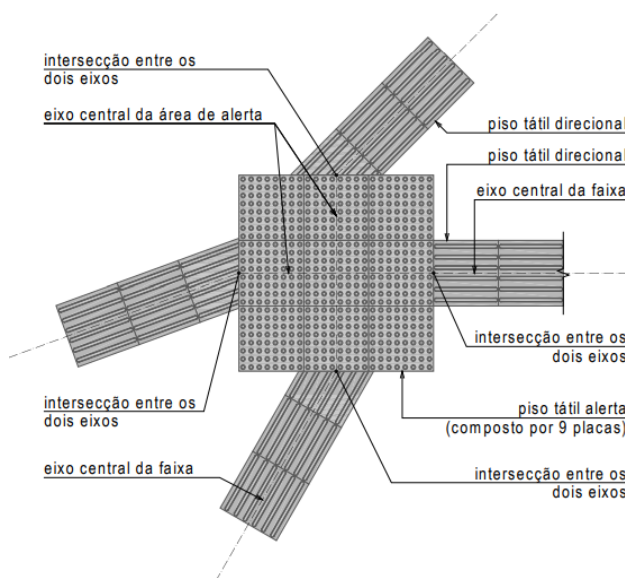 intersecção entre os
dois eixos
eixo central da área de alerta
piso tátil direcional
piso tátil direcional
eixo central da faixa
intersecção entre os
dois eixos
intersecção entre os
dois eixos
piso tátil alerta
(composto por 9 placas)
eixo central da faixa
intersecção entre os
dois eixos